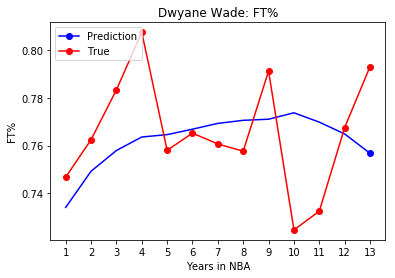 Dwyane Wade: FT%
Prediction
True
FT%
0.80
0.78
0.76
0.74
1 2 3 4 5 6 7 8 9 10 11 12 13
Years in NBA